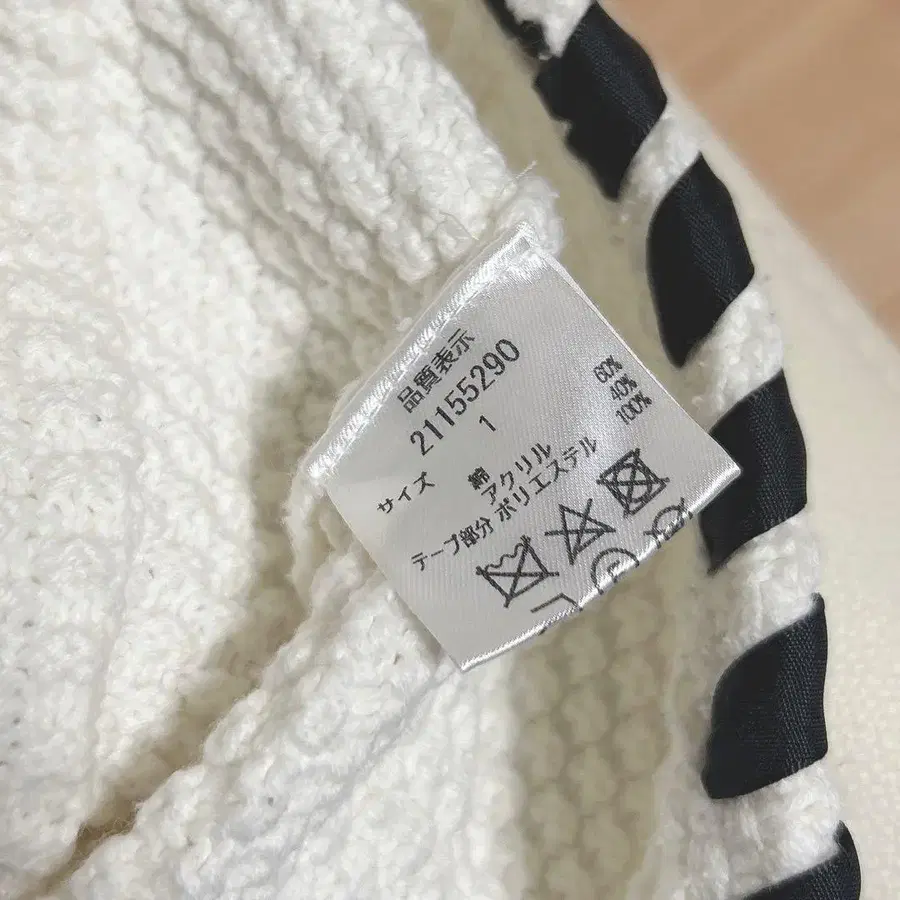 品質表示
21155290
サイズ 1
綿 60%
アクリル 40%
テープ部分 ポリエステル 100%